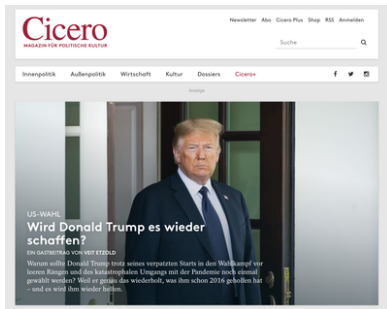 Newsletter Abo Cicero Plus Shop RSS Anmelden
Cicero
MAGAZIN FÜR POLITISCHE KULTUR
Suche
Innenpolitik Außenpolitik Wirtschaft Kultur Dossiers Cicero+
Anzeige
US-WAHL
Wird Donald Trump es wieder
schaffen?
EIN GASTBEITRAG VON VEIT ETZOLD
Warum sollte Donald Trump trotz seines verpatzten Starts in den Wahlkampf vor
leeren Rängen und des katastrophalen Umgangs mit der Pandemie noch einmal
gewählt werden? Weil er genau das wiederholt, was ihm schon 2016 geholfen hat
– und es wird ihm wieder helfen.